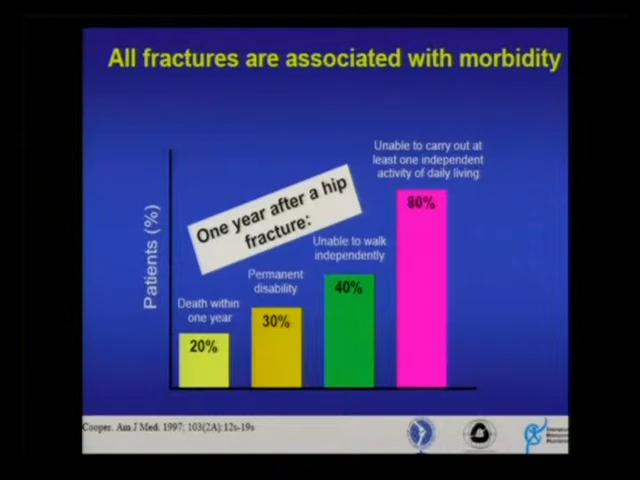 All fractures are associated with morbidity
Unable to carry out at
least one independent
activity of daily living
One year after a hip
fracture:
Unable to walk
independently
Permanent
disability
Death within
one year
Patients (%)
20%
30%
40%
80%
Cooper. Am J Med. 1997; 103(2A):12s-19s